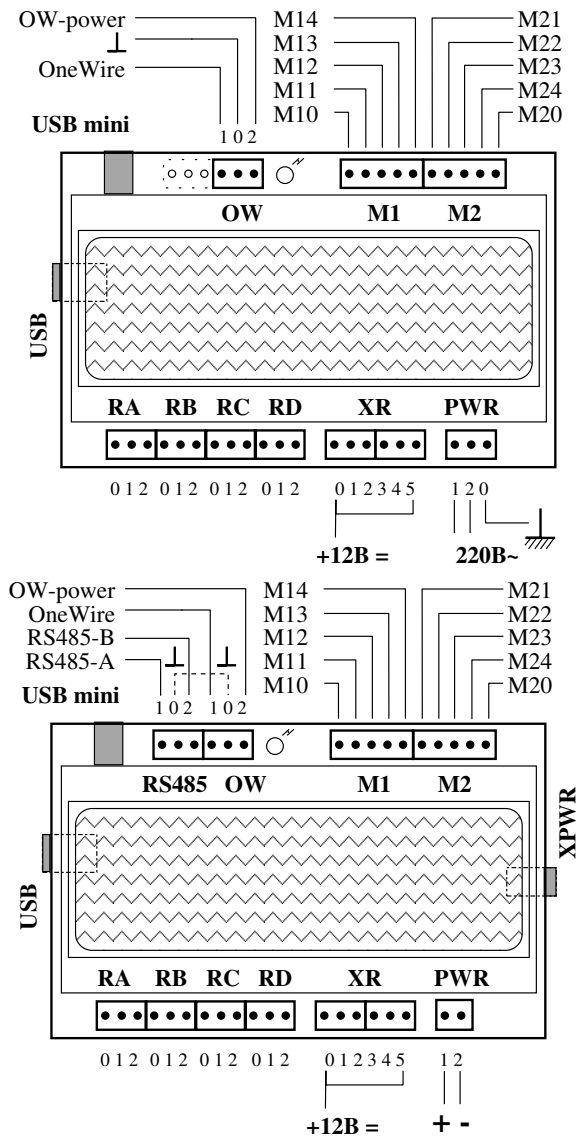 OW-power M14 M21
M13 M22
OneWire M12 M23
M11 M24
M10 M20
USB mini 1 0 2
OW M1 M2
USB
RA RB RC RD XR PWR
0 1 2 0 1 2 0 1 2 0 1 2 0 1 2 3 4 5 1 2 0
+12В = 220В~
OW-power M14 M21
OneWire M13 M22
RS485-B M12 M23
RS485-A M11 M24
USB mini 1 0 2 1 0 2 M10 M20
RS485 OW M1 M2
XPWR
USB
RA RB RC RD XR PWR
0 1 2 0 1 2 0 1 2 0 1 2 0 1 2 3 4 5 1 2
+12В = + -